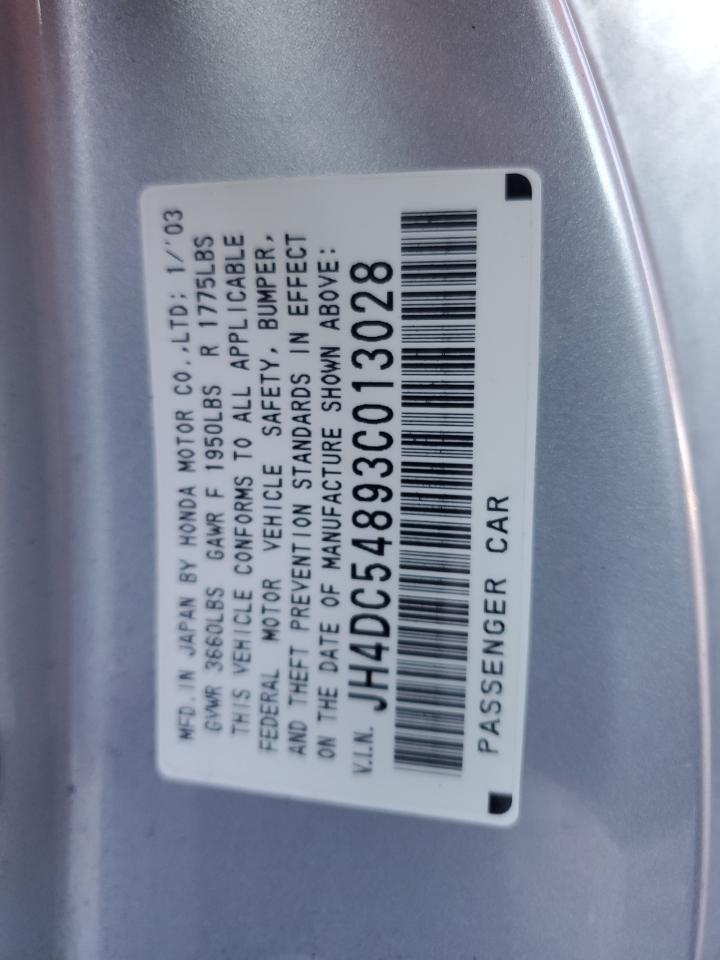 MFD. IN JAPAN BY HONDA MOTOR CO.,LTD; 1/'03
GVWR 3660LBS GAWR F 1950LBS R 1775LBS
THIS VEHICLE CONFORMS TO ALL APPLICABLE
FEDERAL MOTOR VEHICLE SAFETY, BUMPER,
AND THEFT PREVENTION STANDARDS IN EFFECT
ON THE DATE OF MANUFACTURE SHOWN ABOVE:
V.I.N. JH4DC54893C013028
PASSENGER CAR